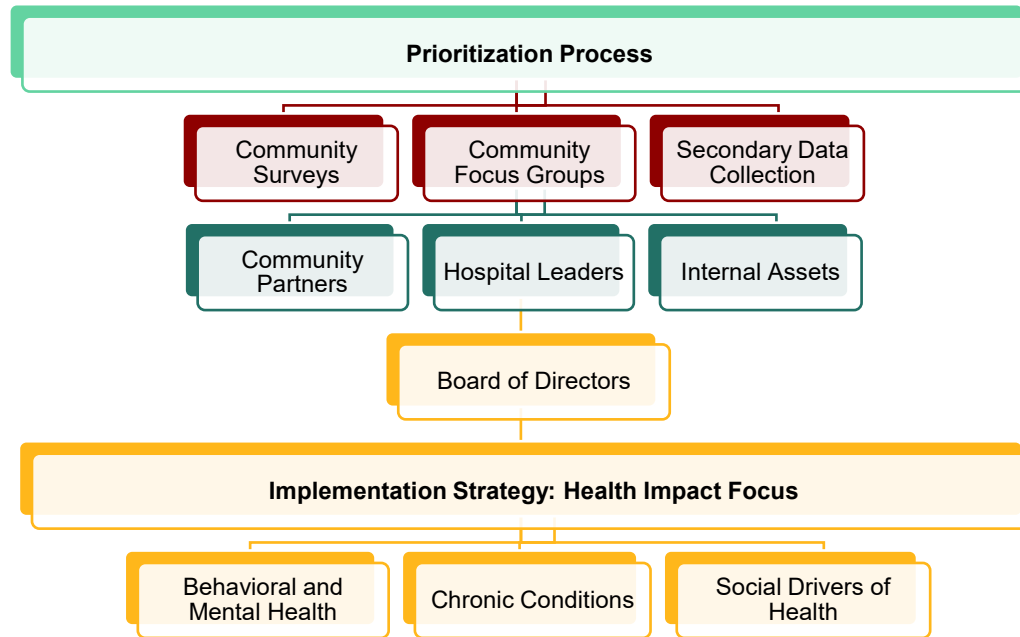 Prioritization Process
Community
Surveys
Community
Focus Groups
Secondary Data
Collection
Community
Partners
Hospital Leaders
Internal Assets
Board of Directors
Implementation Strategy: Health Impact Focus
Behavioral and
Mental Health
Chronic Conditions
Social Drivers of
Health